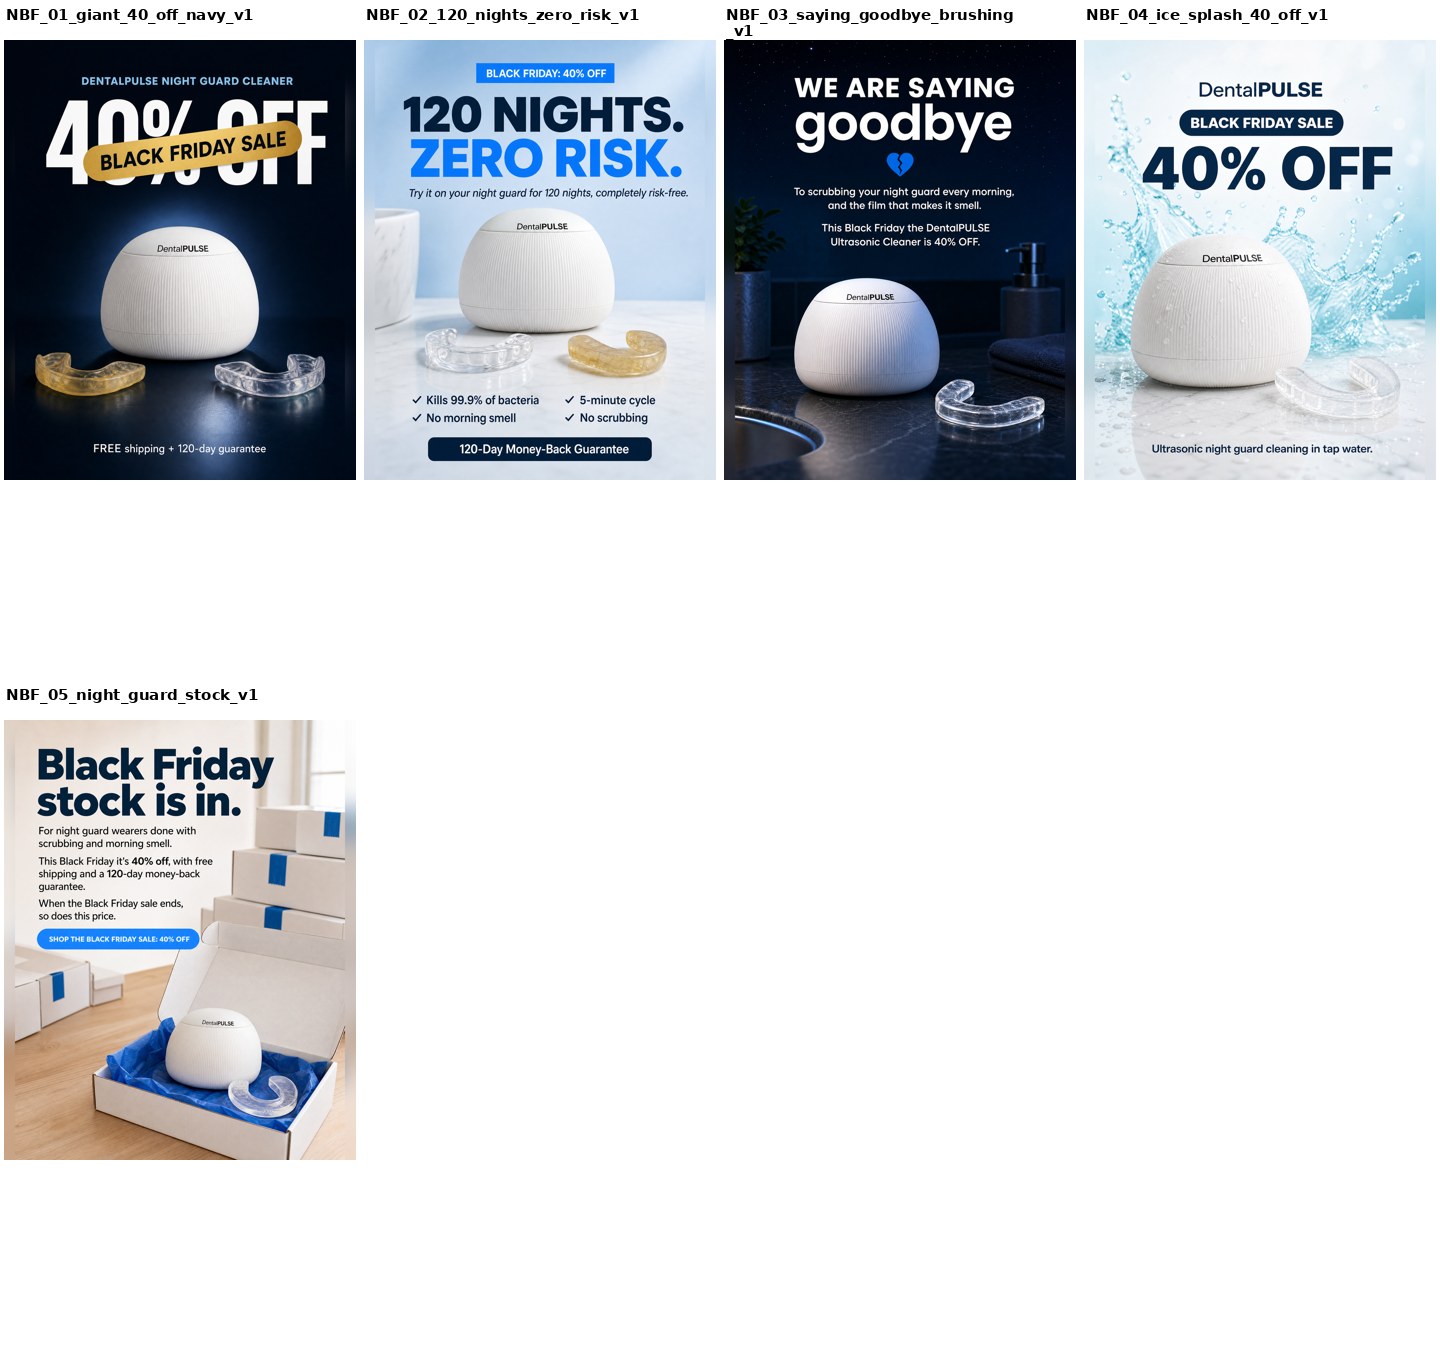 NBF_01_giant_40_off_navy_v1
DENTALPULSE NIGHT GUARD CLEANER
40% OFF
BLACK FRIDAY SALE
DentalPULSE
FREE shipping + 120-day guarantee
NBF_02_120_nights_zero_risk_v1
BLACK FRIDAY: 40% OFF
120 NIGHTS.
ZERO RISK.
Try it on your night guard for 120 nights, completely risk-free.
DentalPULSE
✓ Kills 99.9% of bacteria
✓ 5-minute cycle
✓ No morning smell
✓ No scrubbing
120-Day Money-Back Guarantee
NBF_03_saying_goodbye_brushing
_v1
WE ARE SAYING
goodbye
To scrubbing your night guard every morning,
and the film that makes it smell.
This Black Friday the DentalPULSE
Ultrasonic Cleaner is 40% OFF.
DentalPULSE
NBF_04_ice_splash_40_off_v1
DentalPULSE
BLACK FRIDAY SALE
40% OFF
DentalPULSE
Ultrasonic night guard cleaning in tap water.
NBF_05_night_guard_stock_v1
Black Friday
stock is in.
For night guard wearers done with
scrubbing and morning smell.
This Black Friday it's 40% off, with free
shipping and a 120-day money-back
guarantee.
When the Black Friday sale ends,
so does this price.
SHOP THE BLACK FRIDAY SALE: 40% OFF
DentalPULSE